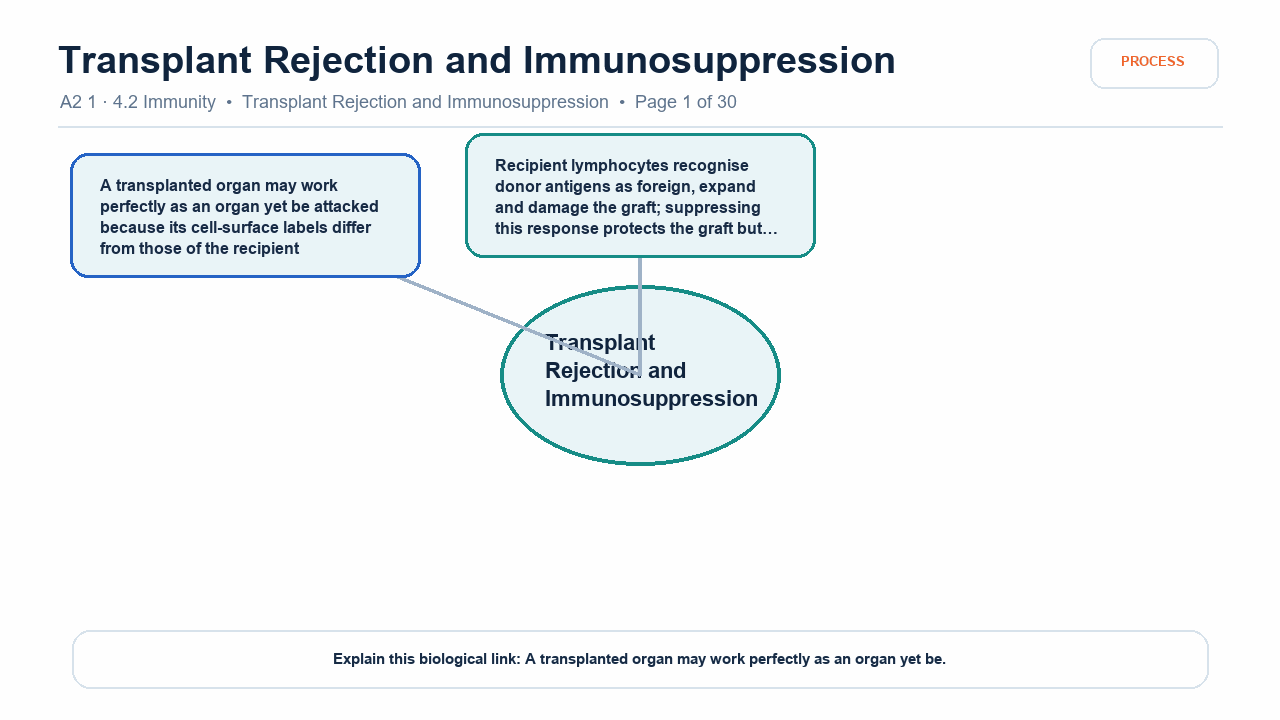 Transplant Rejection and Immunosuppression
PROCESS
A2 1 · 4.2 Immunity • Transplant Rejection and Immunosuppression • Page 1 of 30
A transplanted organ may work
perfectly as an organ yet be attacked
because its cell-surface labels differ
from those of the recipient
Recipient lymphocytes recognise
donor antigens as foreign, expand
and damage the graft; suppressing
this response protects the graft but…
Transplant
Rejection and
Immunosuppression
Explain this biological link: A transplanted organ may work perfectly as an organ yet be.